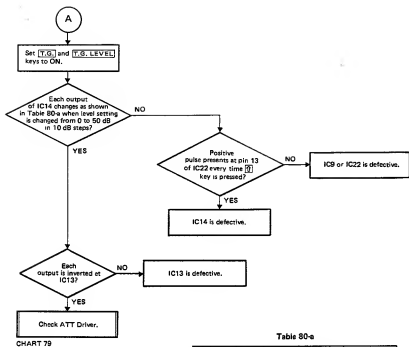 A
Set T.G. and T.G. LEVEL
keys to ON.
Each output
of IC14 changes as shown
in Table 80-a when level setting
is changed from 0 to 50 dB
in 10 dB steps?
NO
YES
Positive
pulse presents at pin 13
of IC22 every time ⇧
key is pressed?
NO
IC9 or IC22 is defective.
YES
IC14 is defective.
Each
output is inverted at
IC13?
NO
IC13 is defective.
YES
Check ATT Driver.
CHART 79
Table 80-a